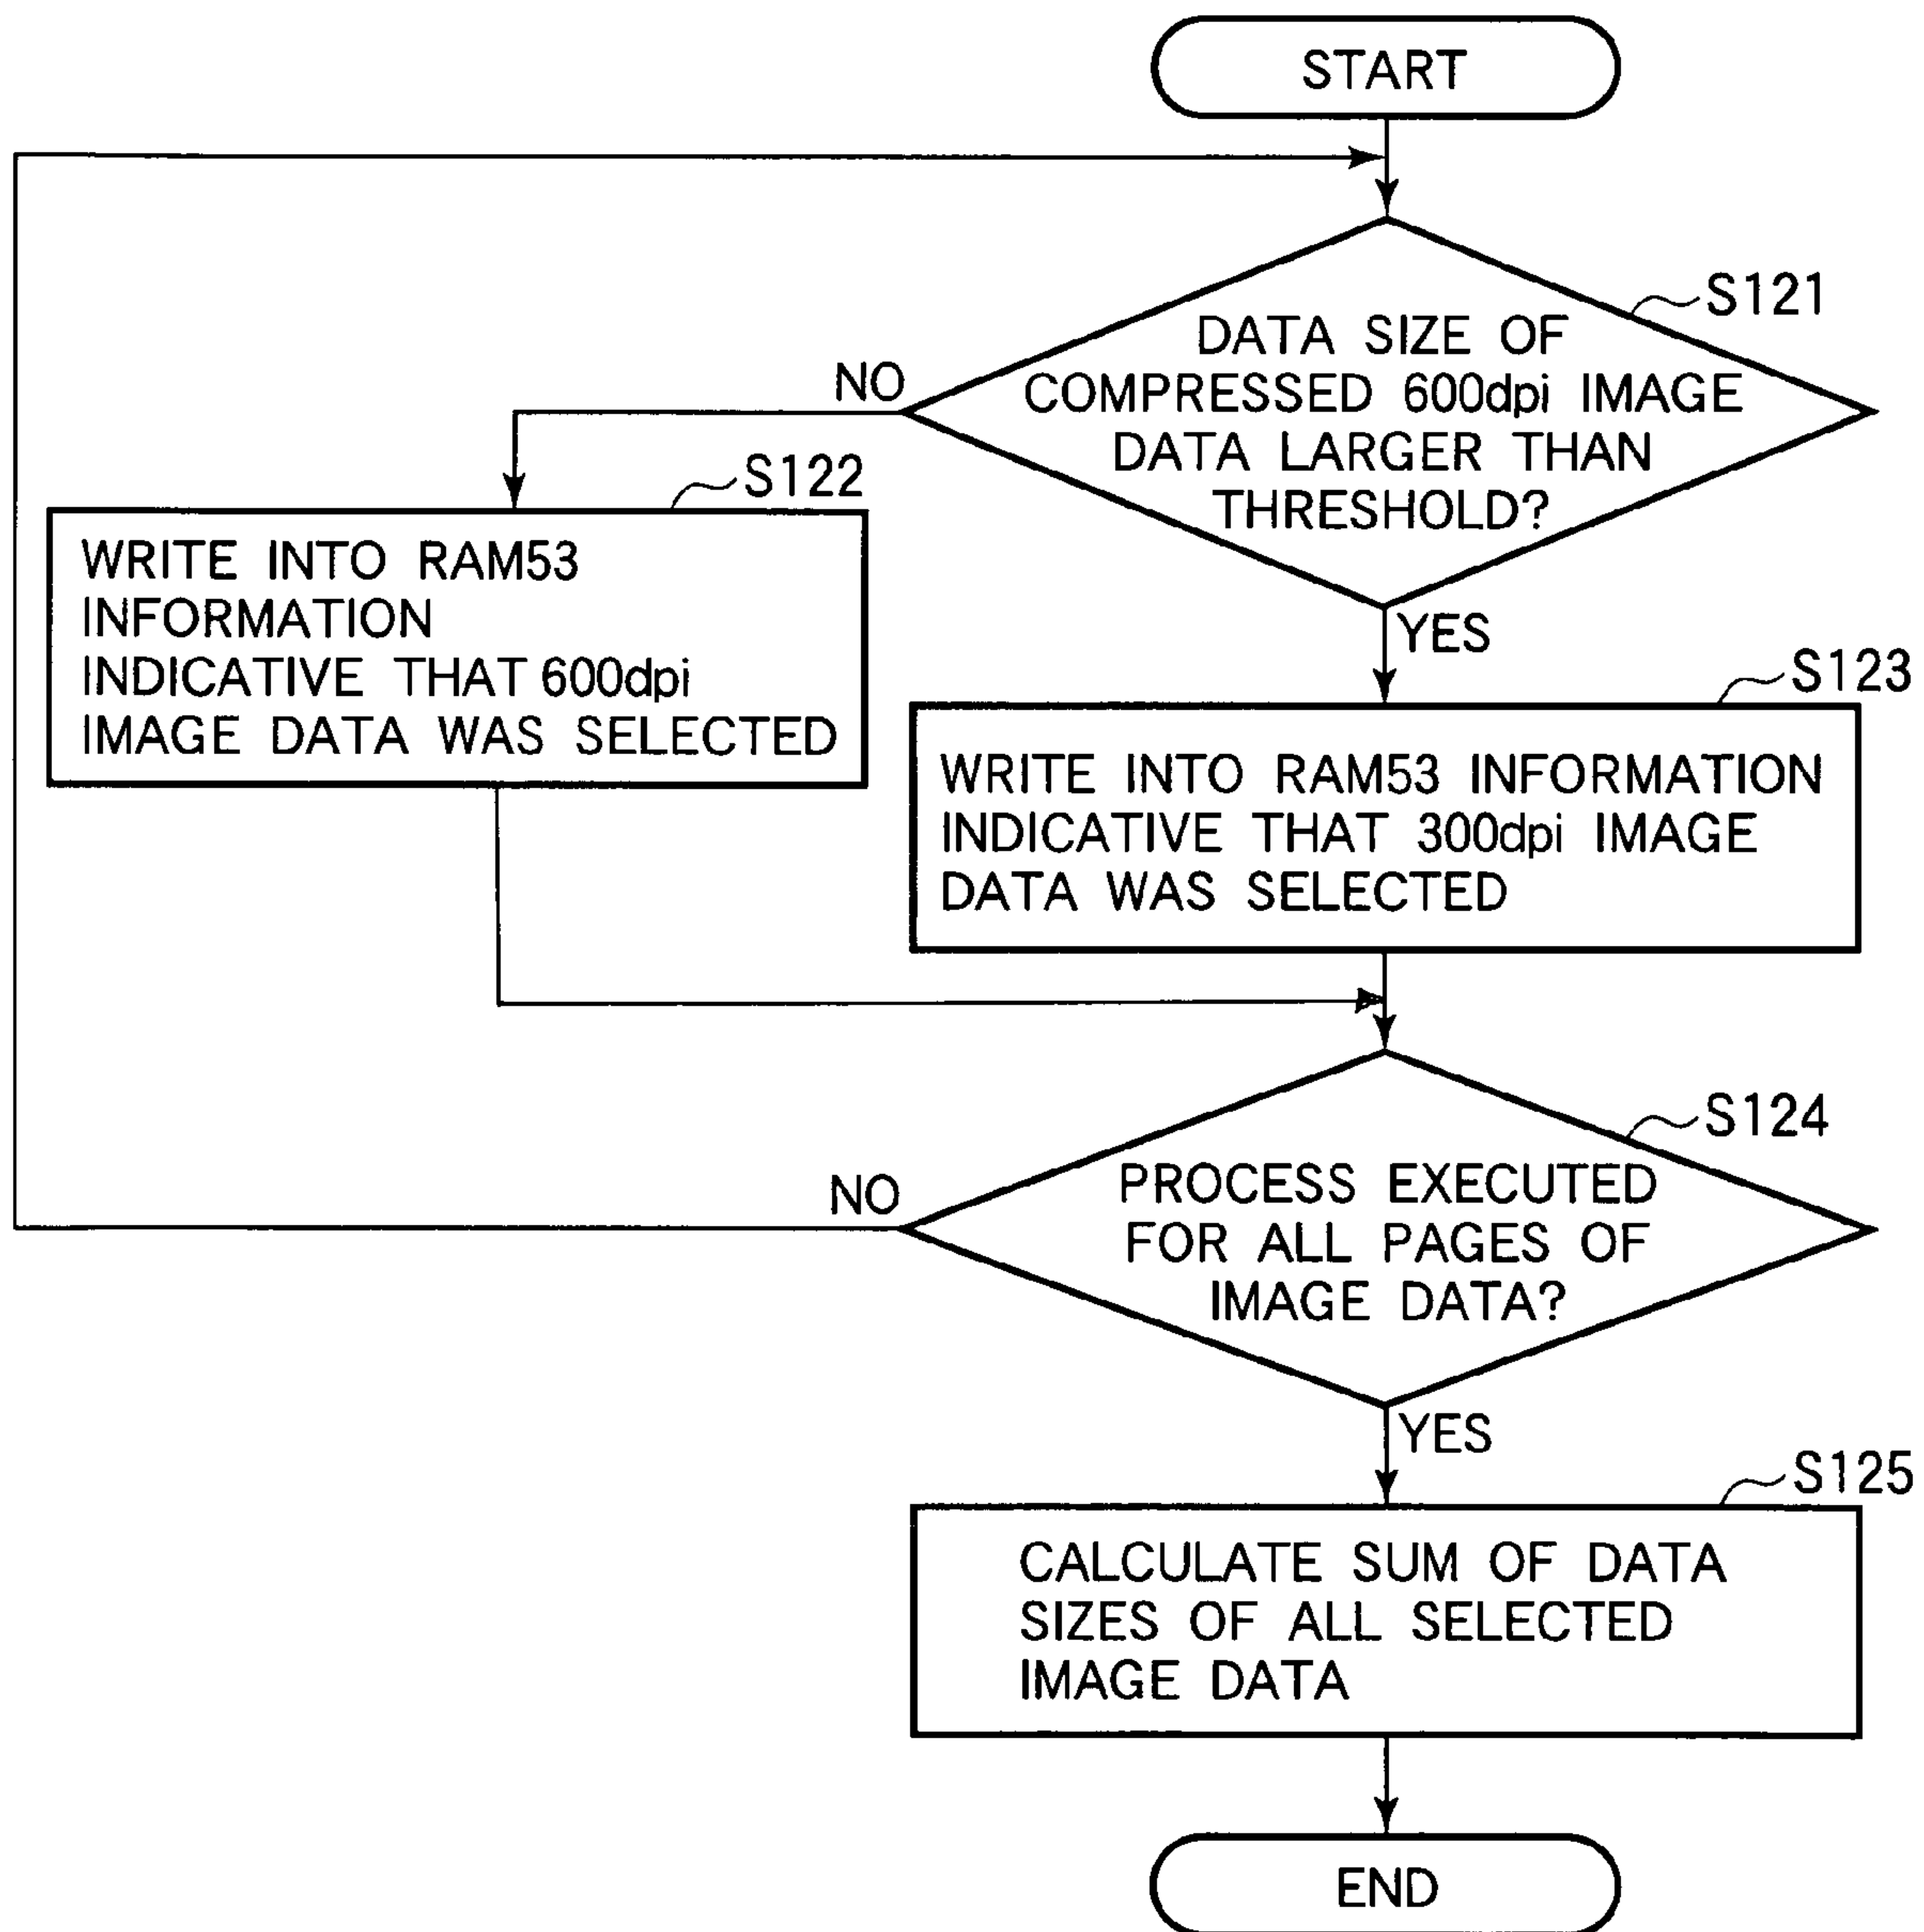 START
S121
DATA SIZE OF
COMPRESSED 600dpi IMAGE
DATA LARGER THAN
THRESHOLD?
NO
YES
S122
WRITE INTO RAM53
INFORMATION
INDICATIVE THAT 600dpi
IMAGE DATA WAS SELECTED
S123
WRITE INTO RAM53 INFORMATION
INDICATIVE THAT 300dpi IMAGE
DATA WAS SELECTED
S124
PROCESS EXECUTED
FOR ALL PAGES OF
IMAGE DATA?
NO
YES
S125
CALCULATE SUM OF DATA
SIZES OF ALL SELECTED
IMAGE DATA
END